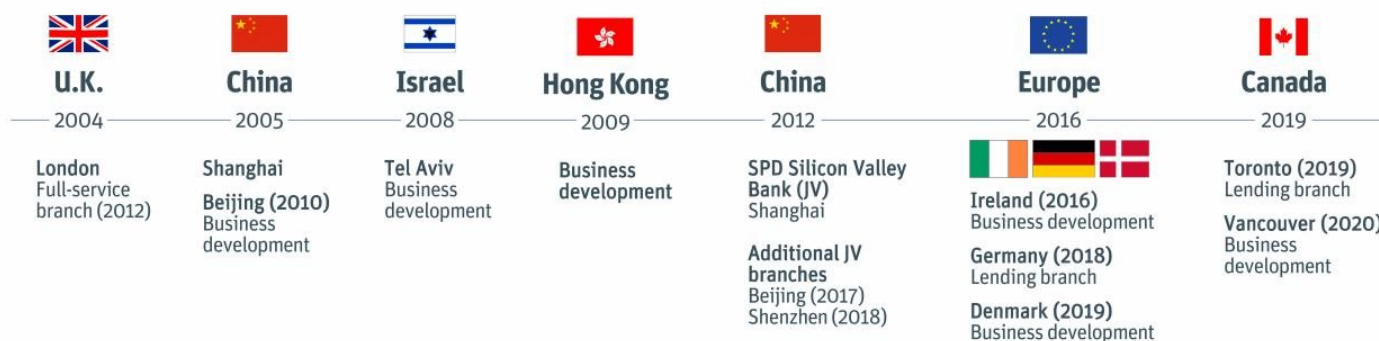 U.K.
2004
London
Full-service
branch (2012)
China
2005
Shanghai
Beijing (2010)
Business
development
Israel
2008
Tel Aviv
Business
development
Hong Kong
2009
Business
development
China
2012
SPD Silicon Valley
Bank (JV)
Shanghai
Additional JV
branches
Beijing (2017)
Shenzhen (2018)
Europe
2016
Ireland (2016)
Business development
Germany (2018)
Lending branch
Denmark (2019)
Business development
Canada
2019
Toronto (2019)
Lending branch
Vancouver (2020)
Business
development